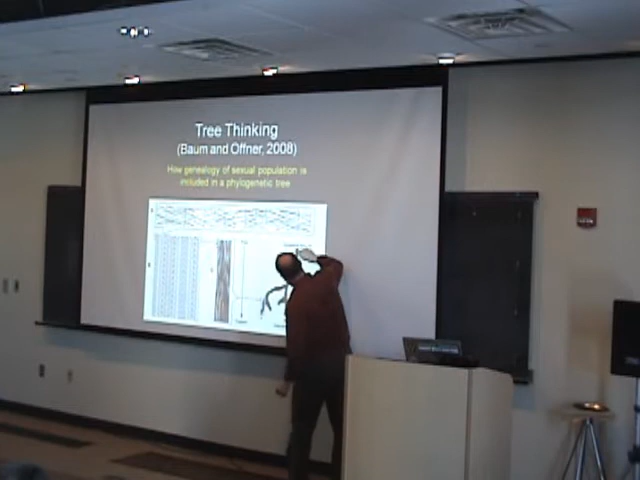 Tree Thinking
(Baum and Offner, 2008)
How genealogy of sexual population is
included in a phylogenetic tree